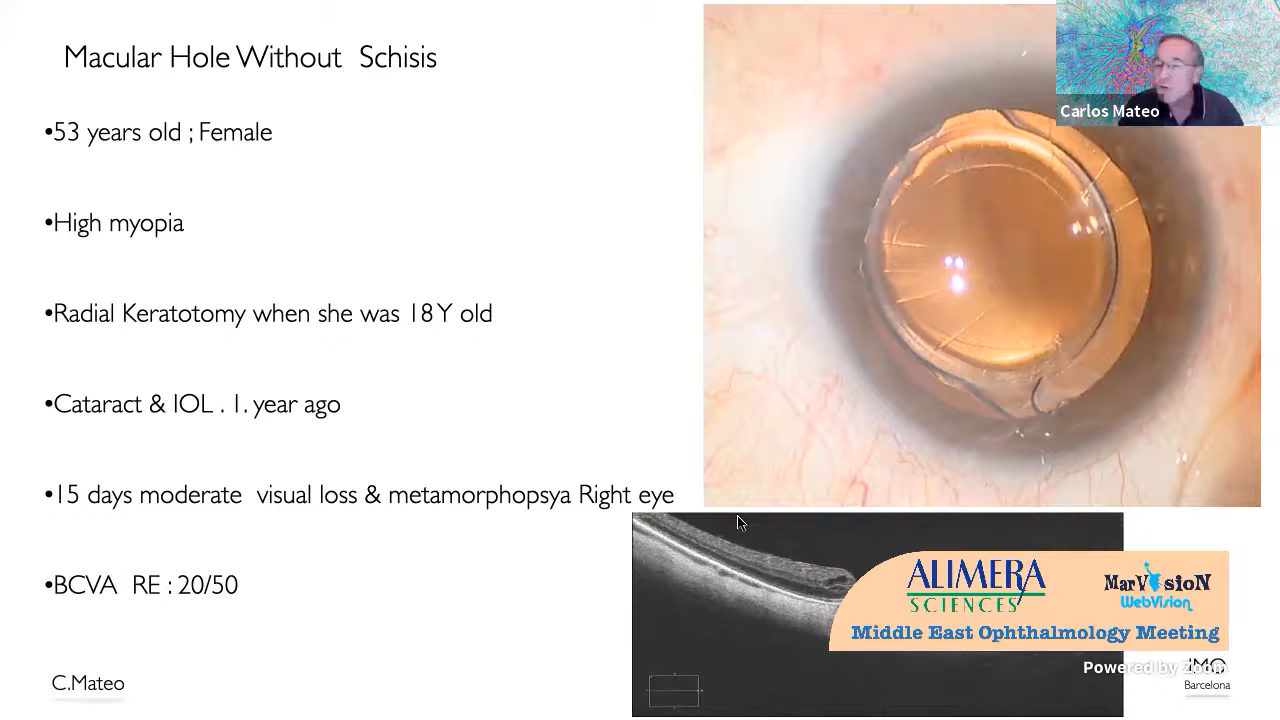 Macular Hole Without Schisis
•53 years old ; Female
•High myopia
•Radial Keratotomy when she was 18 Y old
•Cataract & IOL . 1. year ago
•15 days moderate visual loss & metamorphopsya Right eye
•BCVA RE : 20/50
C.Mateo
Carlos Mateo
ALIMERA
SCIENCES
MarVisioN
WebVision
Middle East Ophthalmology Meeting
Powered by Zoom
IMO
Barcelona